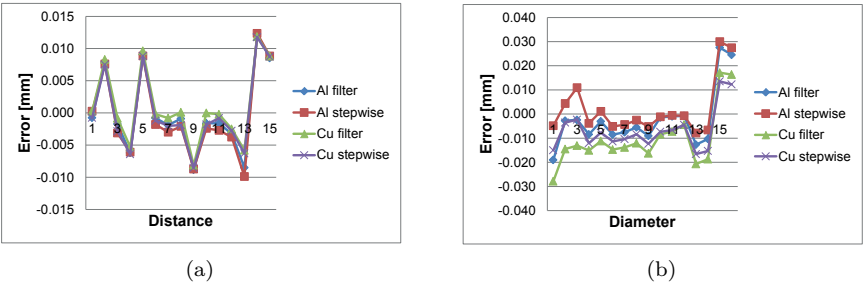 0.015
0.010
0.005
0.000
-0.005
-0.010
-0.015
Error [mm]
1 3 5 7 9 11 13 15
Distance
Al filter
Al stepwise
Cu filter
Cu stepwise
(a)
0.040
0.030
0.020
0.010
0.000
-0.010
-0.020
-0.030
-0.040
Error [mm]
1 3 5 7 9 11 13 15
Diameter
Al filter
Al stepwise
Cu filter
Cu stepwise
(b)